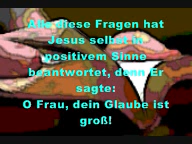 Alle diese Fragen hat
Jesus selbst in
positivem Sinne
beantwortet, denn Er
sagte:
O Frau, dein Glaube ist
groß!